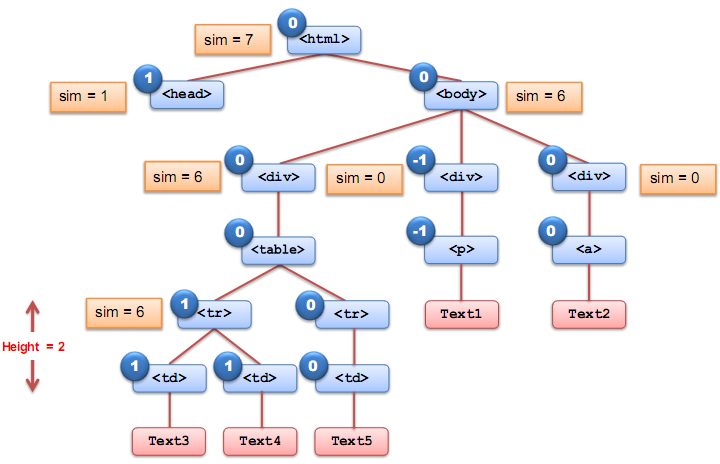 0
sim = 7
<html>
1
0
sim = 1
<head>
<body>
sim = 6
0
-1
0
sim = 6
<div>
sim = 0
<div>
<div>
sim = 0
0
-1
0
<table>
<p>
<a>
1
0
sim = 6
<tr>
<tr>
Text1
Text2
Height = 2
1
1
0
<td>
<td>
<td>
Text3
Text4
Text5